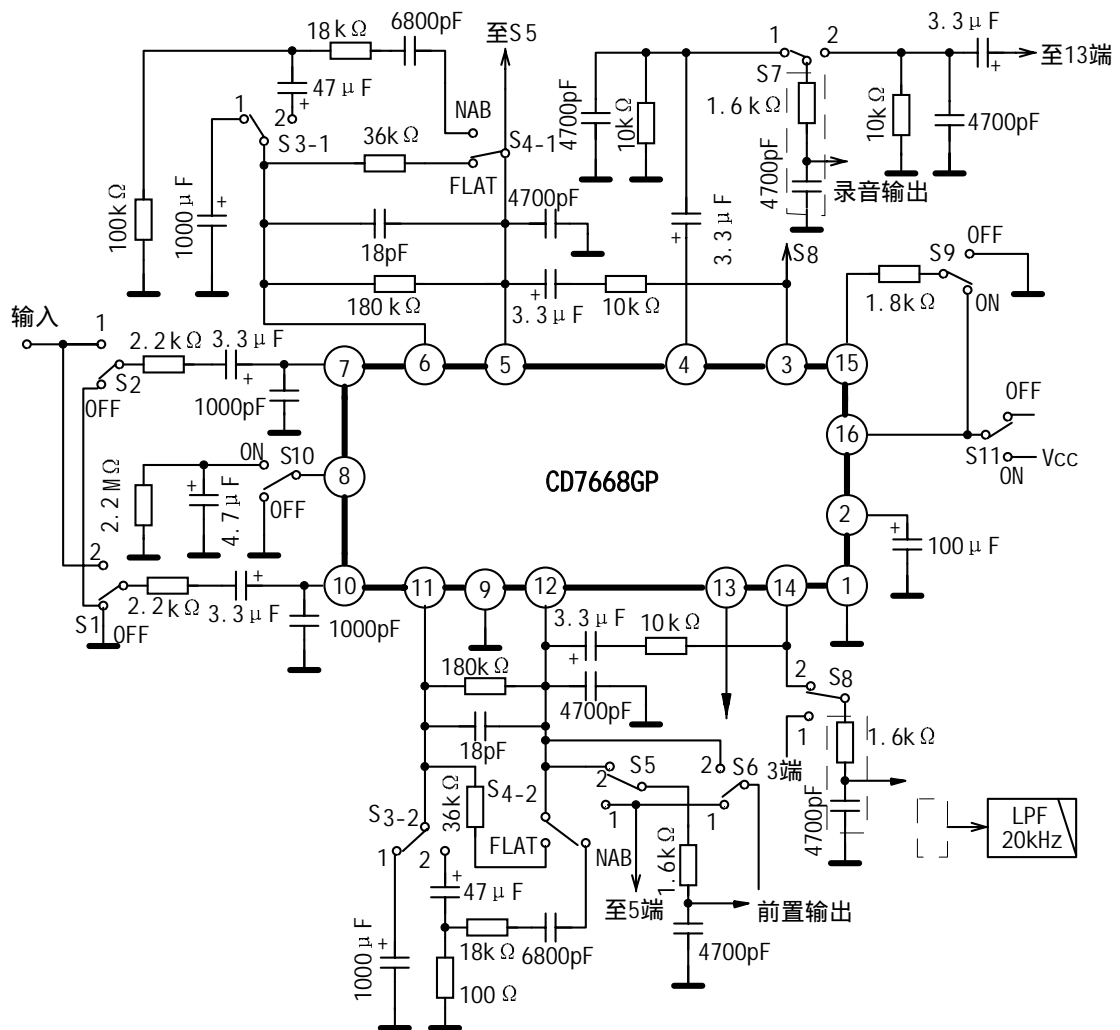 18kΩ
6800pF
至S5
3.3μF
1
2
至13端
S7
47μF
1
2
NAB
S3-1
36kΩ
S4-1
FLAT
4700pF
10kΩ
1.6kΩ
4700pF
10kΩ
4700pF
录音输出
100kΩ
1000μF
18pF
4700pF
3.3μF
S8
180kΩ
3.3μF
10kΩ
OFF
S9
ON
1.8kΩ
输入
1
2.2kΩ
3.3μF
S2
OFF
1000pF
7
6
5
4
3
15
16
OFF
S11
ON
Vcc
ON
S10
OFF
8
2.2MΩ
4.7μF
CD7668GP
2
100μF
2
S1
OFF
2.2kΩ
3.3μF
1000pF
10
11
9
12
13
14
1
3.3μF
10kΩ
180kΩ
4700pF
18pF
2
S8
1
3端
1.6kΩ
4700pF
S3-2
1
2
36kΩ
S4-2
FLAT
NAB
S5
2
1
2
S6
1
1.6kΩ
至5端
前置输出
4700pF
47μF
18kΩ
6800pF
1000μF
100Ω
LPF
20kHz